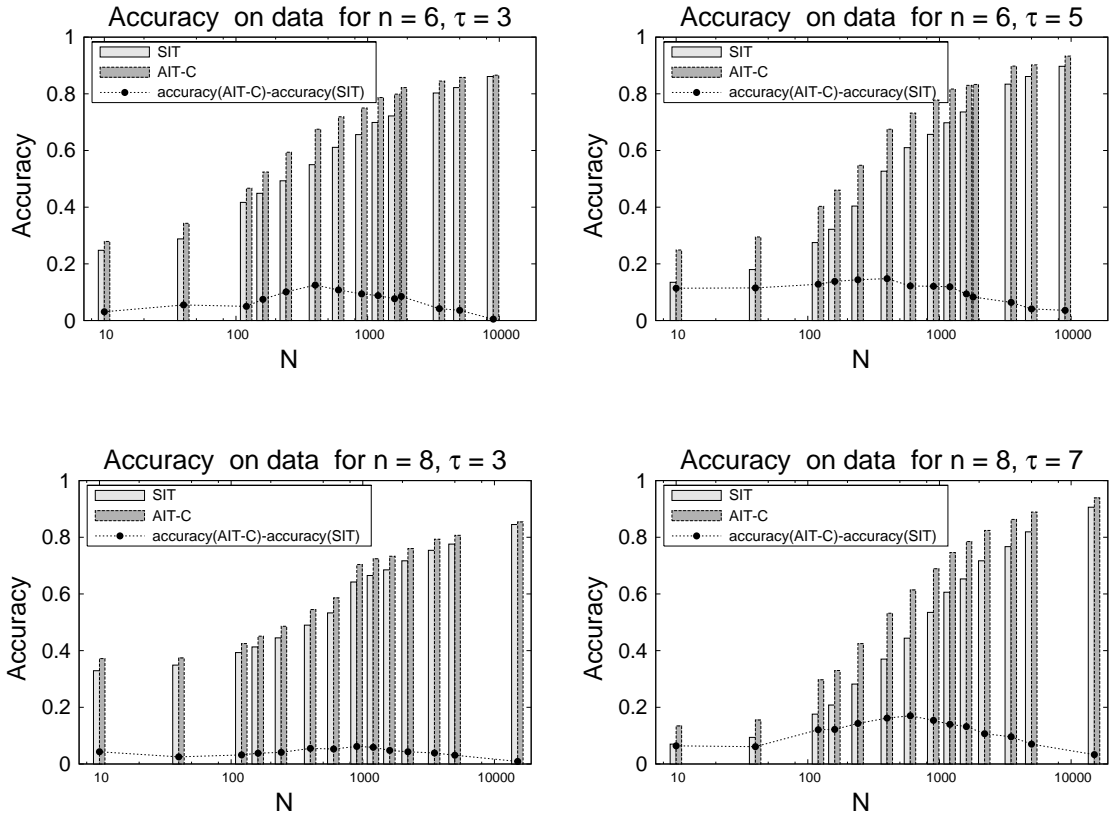 Accuracy on data for n = 6, τ = 3
1
0.8
0.6
0.4
0.2
0
Accuracy
SIT
AIT-C
accuracy(AIT-C)-accuracy(SIT)
10
100
1000
10000
N
Accuracy on data for n = 6, τ = 5
1
0.8
0.6
0.4
0.2
0
Accuracy
SIT
AIT-C
accuracy(AIT-C)-accuracy(SIT)
10
100
1000
10000
N
Accuracy on data for n = 8, τ = 3
1
0.8
0.6
0.4
0.2
0
Accuracy
SIT
AIT-C
accuracy(AIT-C)-accuracy(SIT)
10
100
1000
10000
N
Accuracy on data for n = 8, τ = 7
1
0.8
0.6
0.4
0.2
0
Accuracy
SIT
AIT-C
accuracy(AIT-C)-accuracy(SIT)
10
100
1000
10000
N